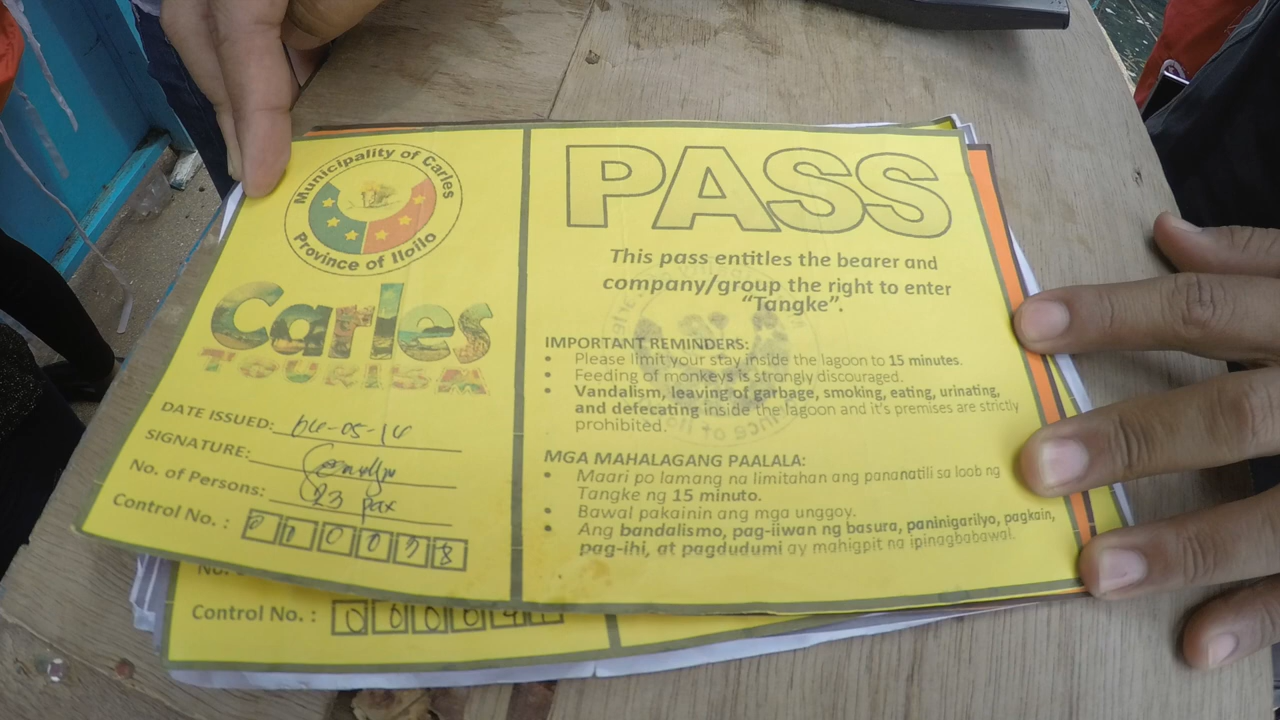 Municipality of Carles
Province of Iloilo
Carles
TOURISM
DATE ISSUED: 04-05-16
SIGNATURE:
No. of Persons: 23 pax
Control No. : 000038
PASS
This pass entitles the bearer and
company/group the right to enter
“Tangke”.
IMPORTANT REMINDERS:
• Please limit your stay inside the lagoon to 15 minutes.
• Feeding of monkeys is strongly discouraged.
• Vandalism, leaving of garbage, smoking, eating, urinating,
and defecating inside the lagoon and it's premises are strictly
prohibited.
MGA MAHALAGANG PAALALA:
• Maari po lamang na limitahan ang pananatili sa loob ng
Tangke ng 15 minuto.
• Bawal pakainin ang mga unggoy.
• Ang bandalismo, pag-iiwan ng basura, paninigarilyo, pagkain,
pag-ihi, at pagdudumi ay mahigpit na ipinagbabawal.
Control No. :